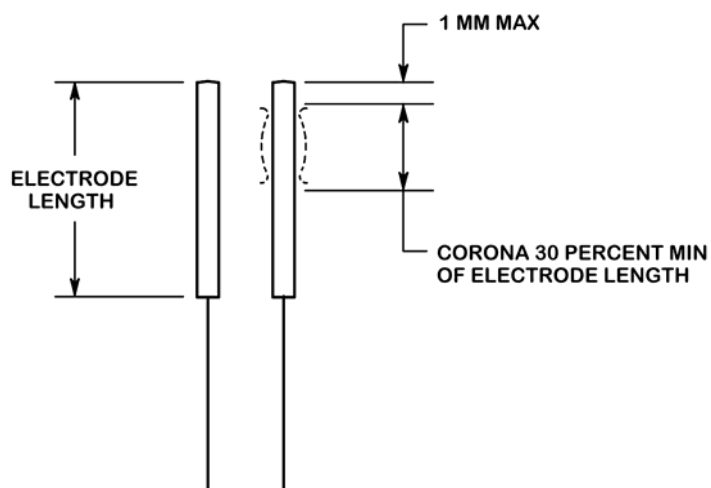 1 MM MAX
ELECTRODE
LENGTH
CORONA 30 PERCENT MIN
OF ELECTRODE LENGTH